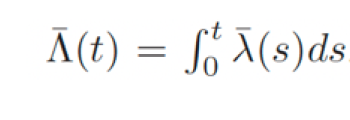 Λ̄(t) = ∫₀ᵗ λ̄(s)ds